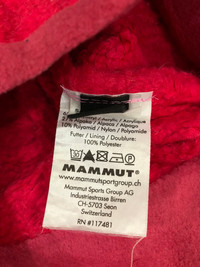 Acrylic / Acrylique
Alpaka / Alpaca / Alpaga
10% Polyamid / Nylon / Polyamide
Futter / Lining / Doublure:
100% Polyester
MAMMUT
www.mammutsportsgroup.ch
Mammut Sports Group AG
Industriestrasse Birren
CH-5703 Seon
Switzerland
RN #117481